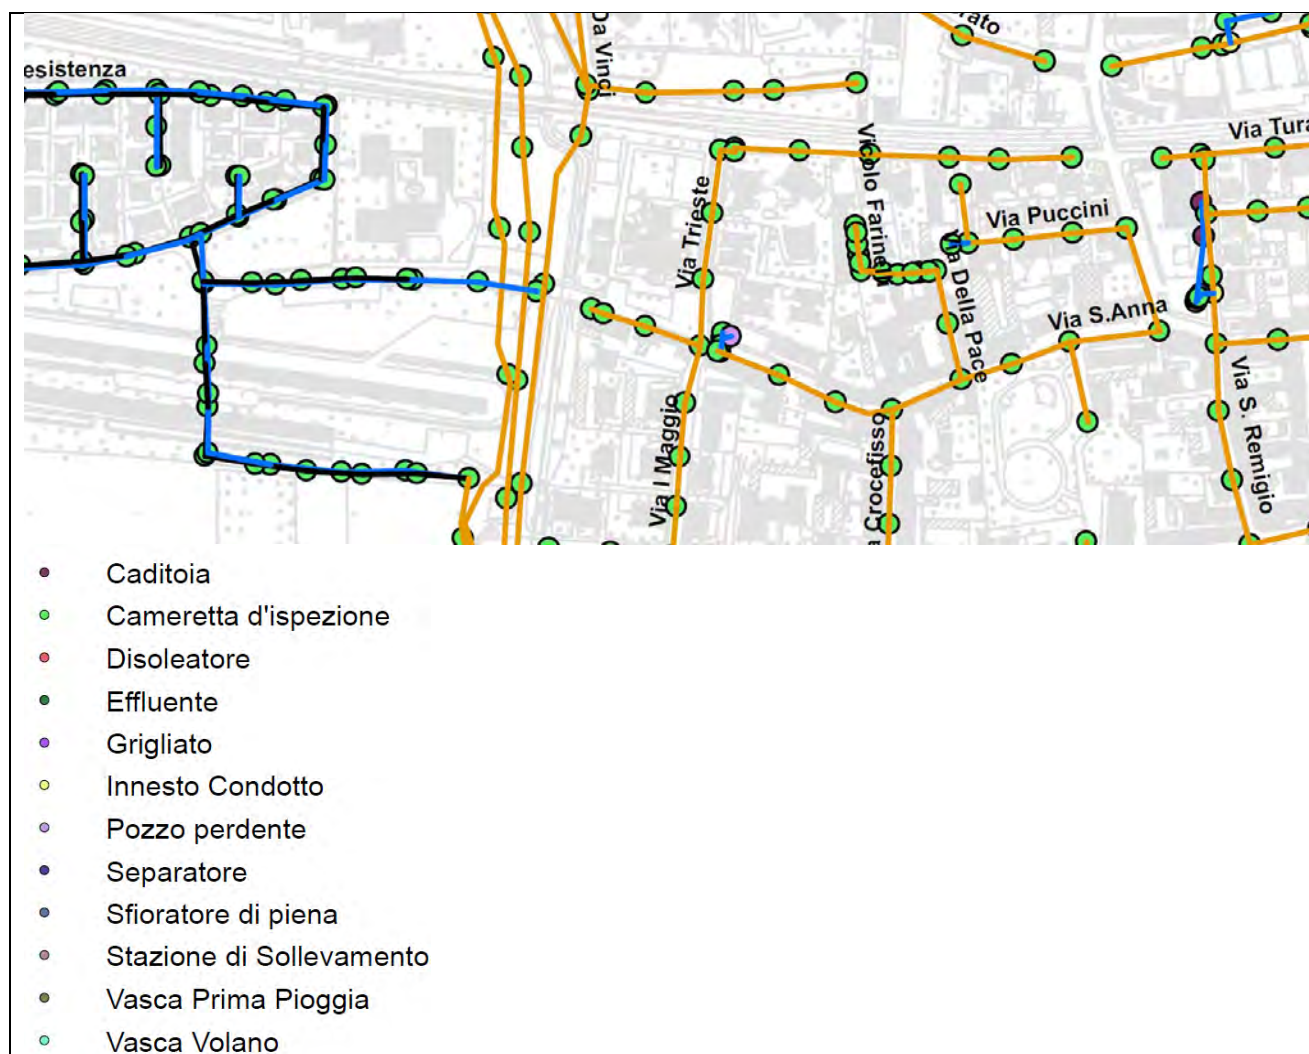 esistenza
Da Vinci
Via Tura
Vicolo Farinelli
Via Trieste
Via Puccini
Via Della Pace
Via S.Anna
Via I Maggio
Crocefisso
Via S. Remigio
Caditoia
Cameretta d'ispezione
Disoleatore
Effluente
Grigliato
Innesto Condotto
Pozzo perdente
Separatore
Sfioratore di piena
Stazione di Sollevamento
Vasca Prima Pioggia
Vasca Volano